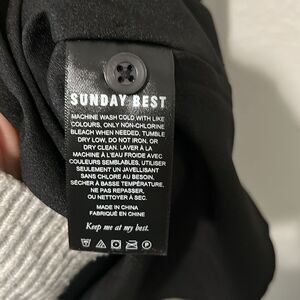 SUNDAY BEST
MACHINE WASH COLD WITH LIKE
COLOURS, ONLY NON-CHLORINE
BLEACH WHEN NEEDED, TUMBLE
DRY LOW, DO NOT IRON, OR
DRY CLEAN. LAVER À LA
MACHINE À L'EAU FROIDE AVEC
COULEURS SEMBLABLES, UTILISER
SEULEMENT UN JAVELLISANT
SANS CHLORE AU BESOIN,
SÉCHER À BASSE TEMPÉRATURE,
NE PAS REPASSER,
OU NETTOYER À SEC.
MADE IN CHINA
FABRIQUÉ EN CHINE
Keep me at my best.